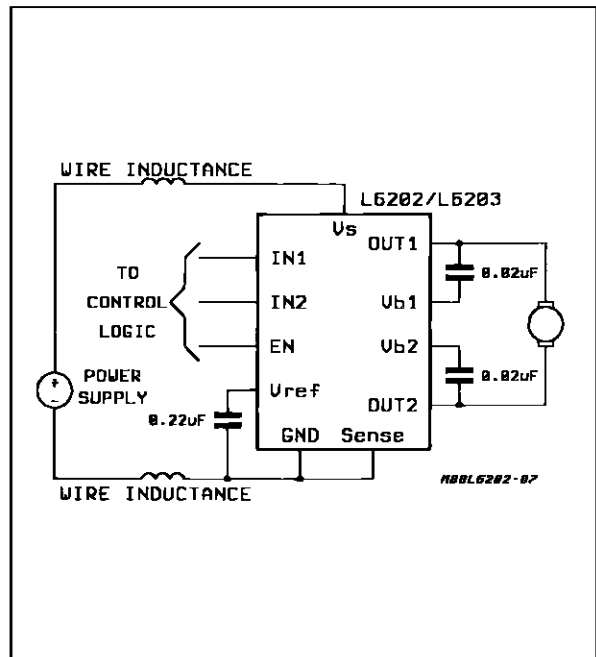 WIRE INDUCTANCE
L6202/L6203
Vs
OUT1
IN1
0.02uF
TO
CONTROL
LOGIC
IN2
Vb1
EN
Vb2
POWER
SUPPLY
+
~
Vref
0.02uF
0.22uF
OUT2
GND Sense
M88L6202-07
WIRE INDUCTANCE